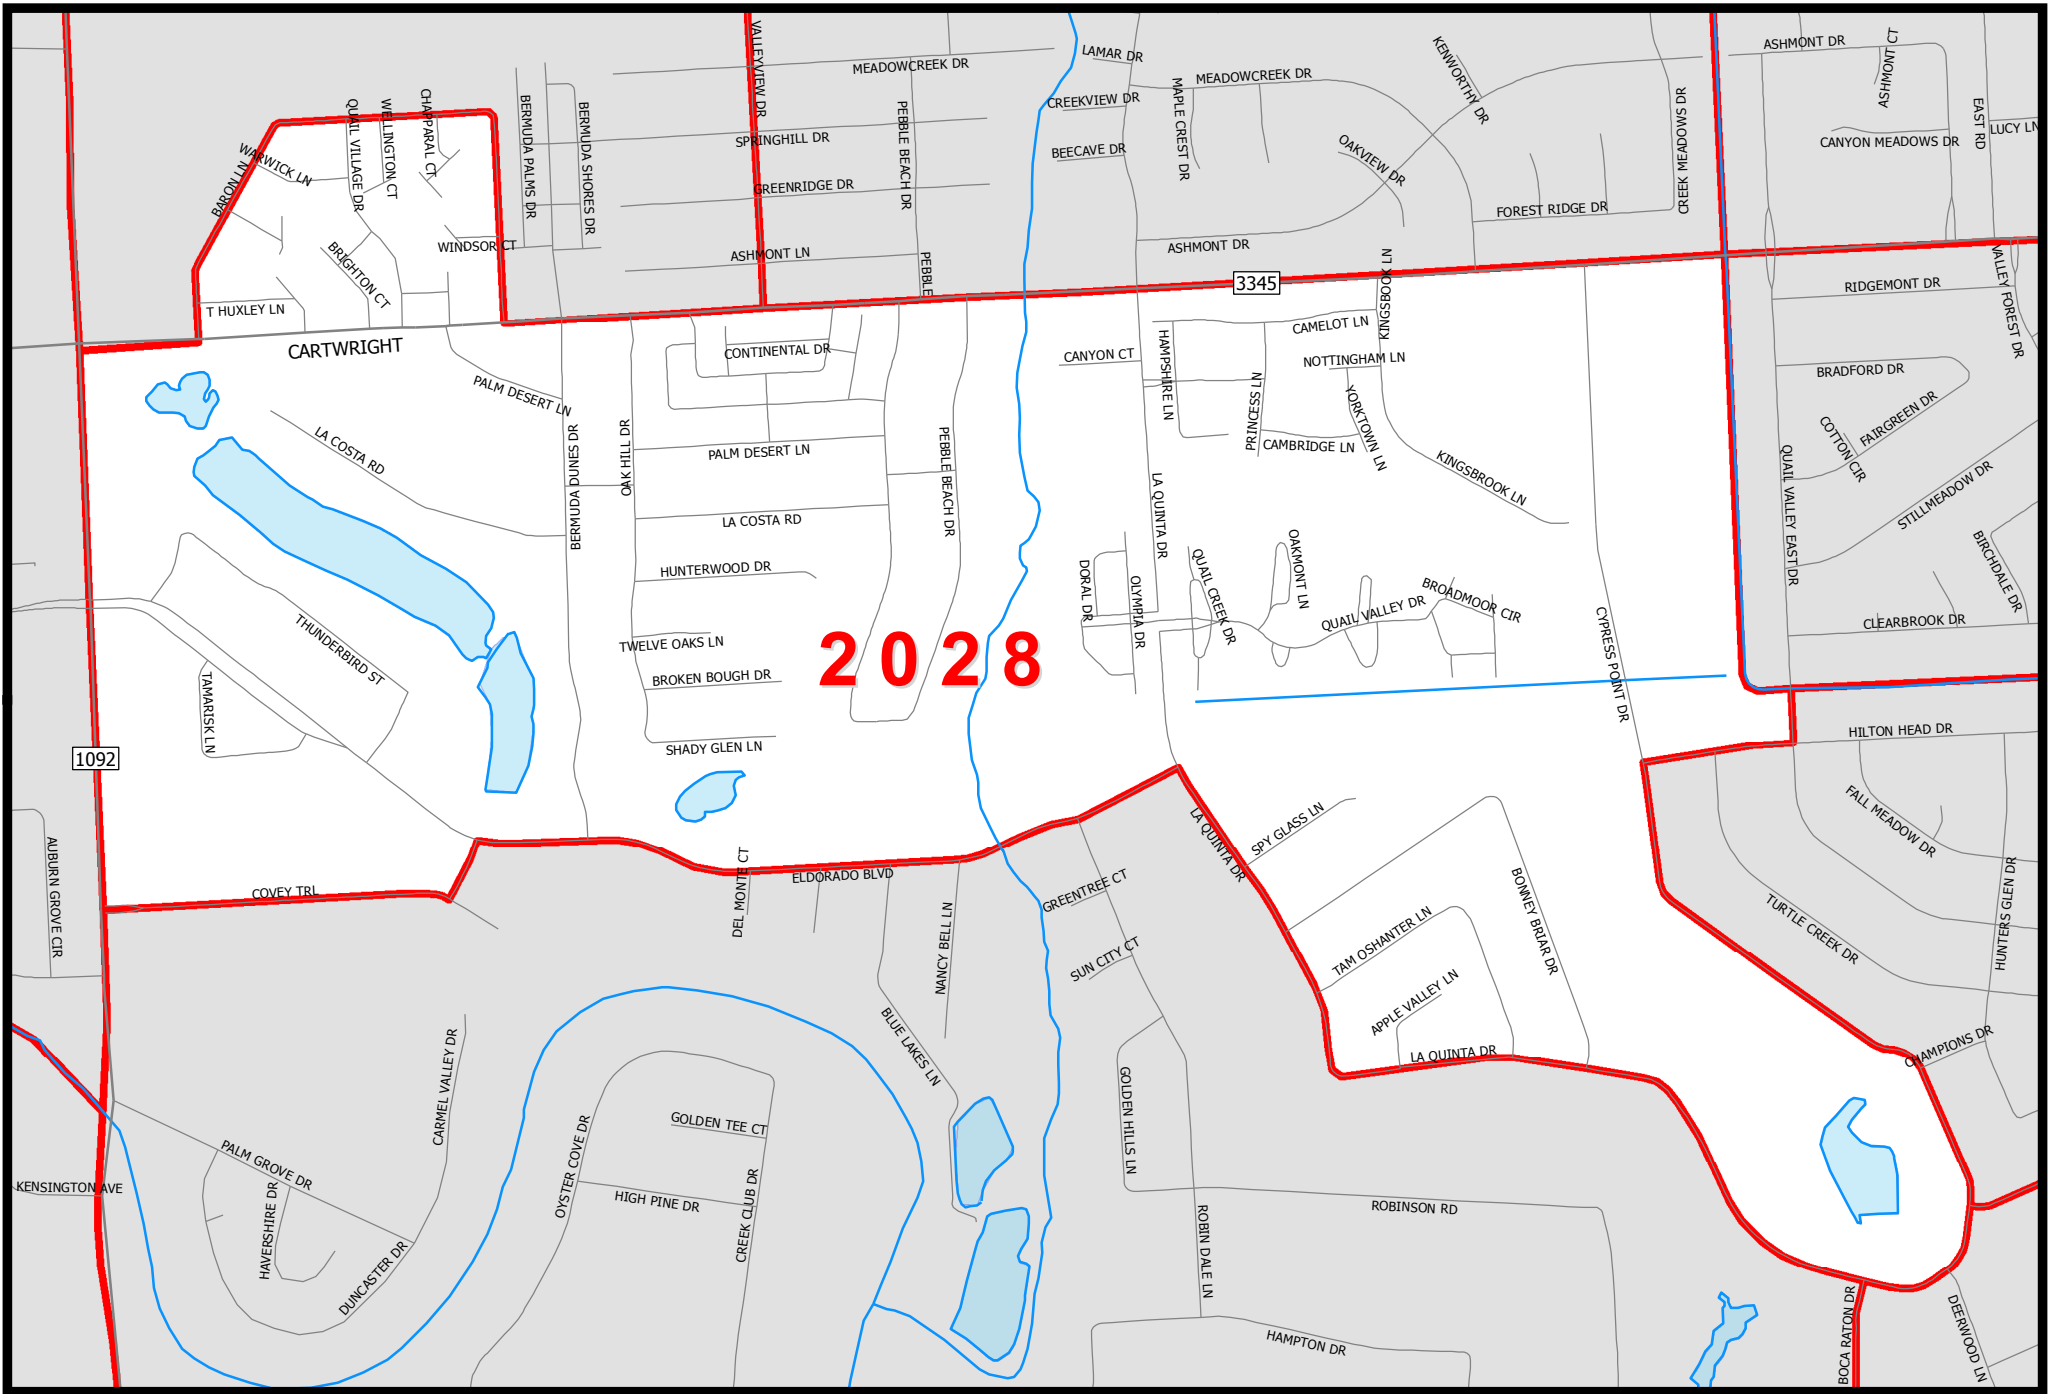 VALLEYVIEW DR
LAMAR DR
MEADOWCREEK DR
MEADOWCREEK DR
KENWORTHY DR
ASHMONT DR
ASHMONT CT
CREEKVIEW DR
MAPLE CREST DR
CREEK MEADOWS DR
EAST RD
LUCY LN
CANYON MEADOWS DR
QUAIL VILLAGE DR
WELLINGTON CT
CHAPPARAL CT
BERMUDA PALMS DR
BERMUDA SHORES DR
PEBBLE BEACH DR
SPRINGHILL DR
BEECAVE DR
OAKVIEW DR
WARWICK LN
BARON LN
GREENRIDGE DR
FOREST RIDGE DR
WINDSOR CT
BRIGHTON CT
ASHMONT LN
PEBBLE
ASHMONT DR
KINGSBOOK LN
VALLEY FOREST DR
3345
RIDGEMONT DR
T HUXLEY LN
CARTWRIGHT
CONTINENTAL DR
CANYON CT
HAMPSHIRE LN
CAMELOT LN
NOTTINGHAM LN
BRADFORD DR
PALM DESERT LN
PRINCESS LN
YORKTOWN LN
COTTON CIR
FAIRGREEN DR
LA COSTA RD
BERMUDA DUNES DR
OAK HILL DR
PALM DESERT LN
PEBBLE BEACH DR
CAMBRIDGE LN
KINGSBROOK LN
QUAIL VALLEY EAST DR
STILLMEADOW DR
LA COSTA RD
LA QUINTA DR
BIRCHDALE DR
HUNTERWOOD DR
DORAL DR
OLYMPIA DR
QUAIL CREEK DR
OAKMONT LN
QUAIL VALLEY DR
BROADMOOR CIR
CYPRESS POINT DR
CLEARBROOK DR
THUNDERBIRD ST
TWELVE OAKS LN
2028
TAMARISK LN
BROKEN BOUGH DR
SHADY GLEN LN
HILTON HEAD DR
1092
FALL MEADOW DR
LA QUINTA DR
SPY GLASS LN
AUBURN GROVE CIR
COVEY TRL
DEL MONTE CT
ELDORADO BLVD
GREENTREE CT
BONNEY BRIAR DR
TURTLE CREEK DR
HUNTERS GLEN DR
NANCY BELL LN
SUN CITY CT
TAM OSHANTER LN
APPLE VALLEY LN
BLUE LAKES LN
LA QUINTA DR
CHAMPIONS DR
CARMEL VALLEY DR
GOLDEN HILLS LN
GOLDEN TEE CT
OYSTER COVE DR
PALM GROVE DR
KENSINGTON AVE
HAVERSHIRE DR
HIGH PINE DR
CREEK CLUB DR
ROBINSON RD
ROBIN DALE LN
DUNCASTER DR
HAMPTON DR
BOCA RATON DR
DEERWOOD LN